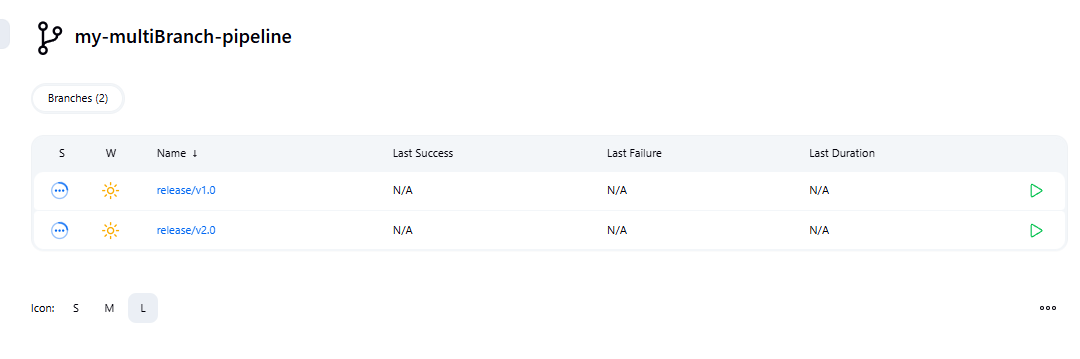 my-multiBranch-pipeline
Branches (2)
S W Name ↓ Last Success Last Failure Last Duration
release/v1.0 N/A N/A N/A
release/v2.0 N/A N/A N/A
Icon: S M L